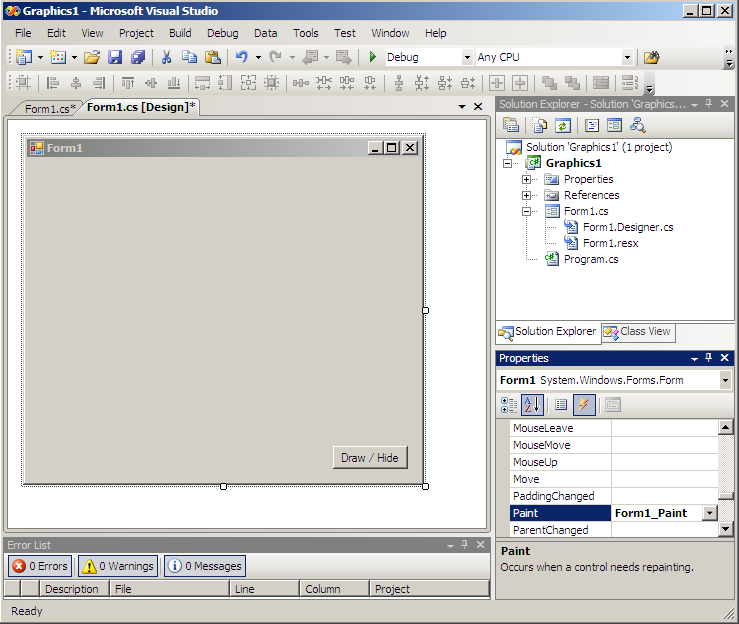 Graphics1 - Microsoft Visual Studio
File Edit View Project Build Debug Data Tools Test Window Help
Debug Any CPU
Form1.cs* Form1.cs [Design]*
Form1
Draw / Hide
Solution Explorer - Solution 'Graphics...
Solution 'Graphics1' (1 project)
Graphics1
Properties
References
Form1.cs
Form1.Designer.cs
Form1.resx
Program.cs
Solution Explorer Class View
Properties
Form1 System.Windows.Forms.Form
MouseLeave
MouseMove
MouseUp
Move
PaddingChanged
Paint Form1_Paint
ParentChanged
Paint
Occurs when a control needs repainting.
Error List
0 Errors 0 Warnings 0 Messages
Description File Line Column Project
Ready